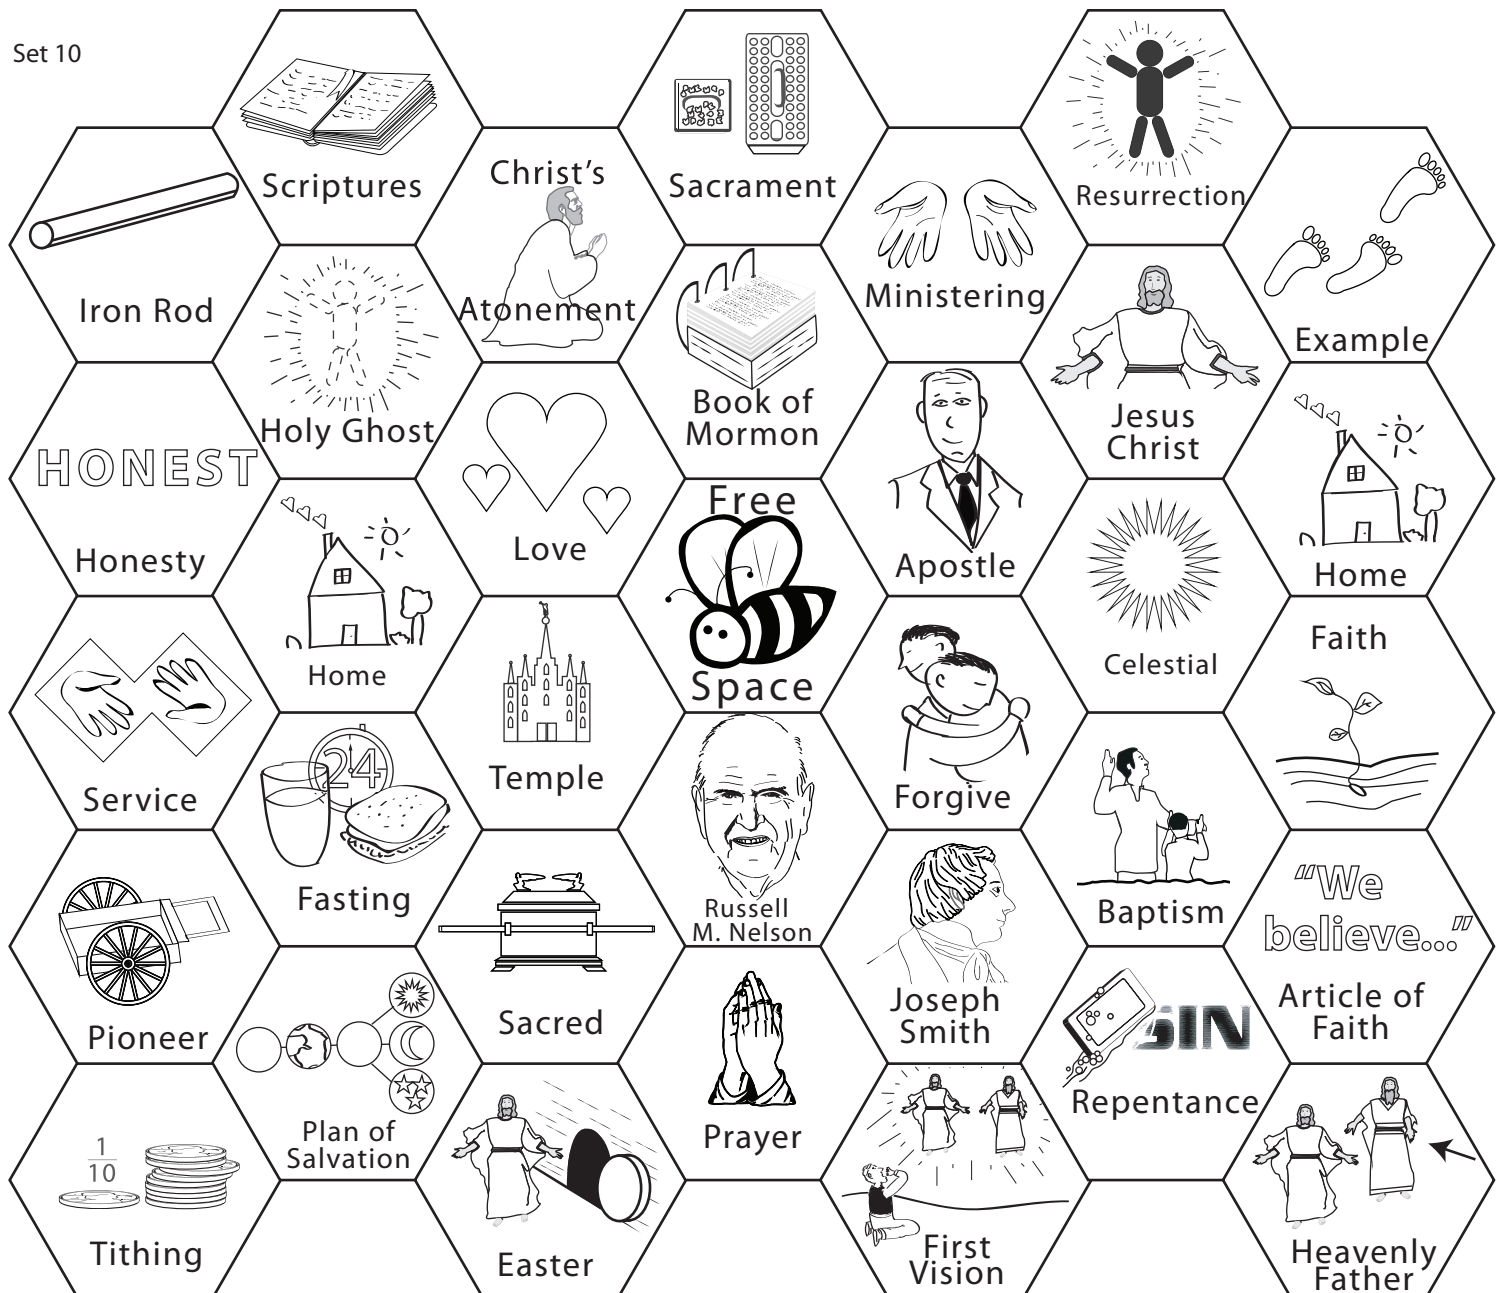 Set 10
Scriptures
Christ's
Atonement
Sacrament
Ministering
Resurrection
Example
Iron Rod
Holy Ghost
Book of
Mormon
Jesus
Christ
HONEST
Honesty
Love
Free
Space
Apostle
Celestial
Home
Home
Faith
Service
24
Fasting
Temple
Russell
M. Nelson
Forgive
Baptism
“We
believe...”
Article of
Faith
Pioneer
Sacred
Joseph
Smith
SIN
Repentance
Plan of
Salvation
Prayer
1
10
Tithing
Easter
First
Vision
Heavenly
Father